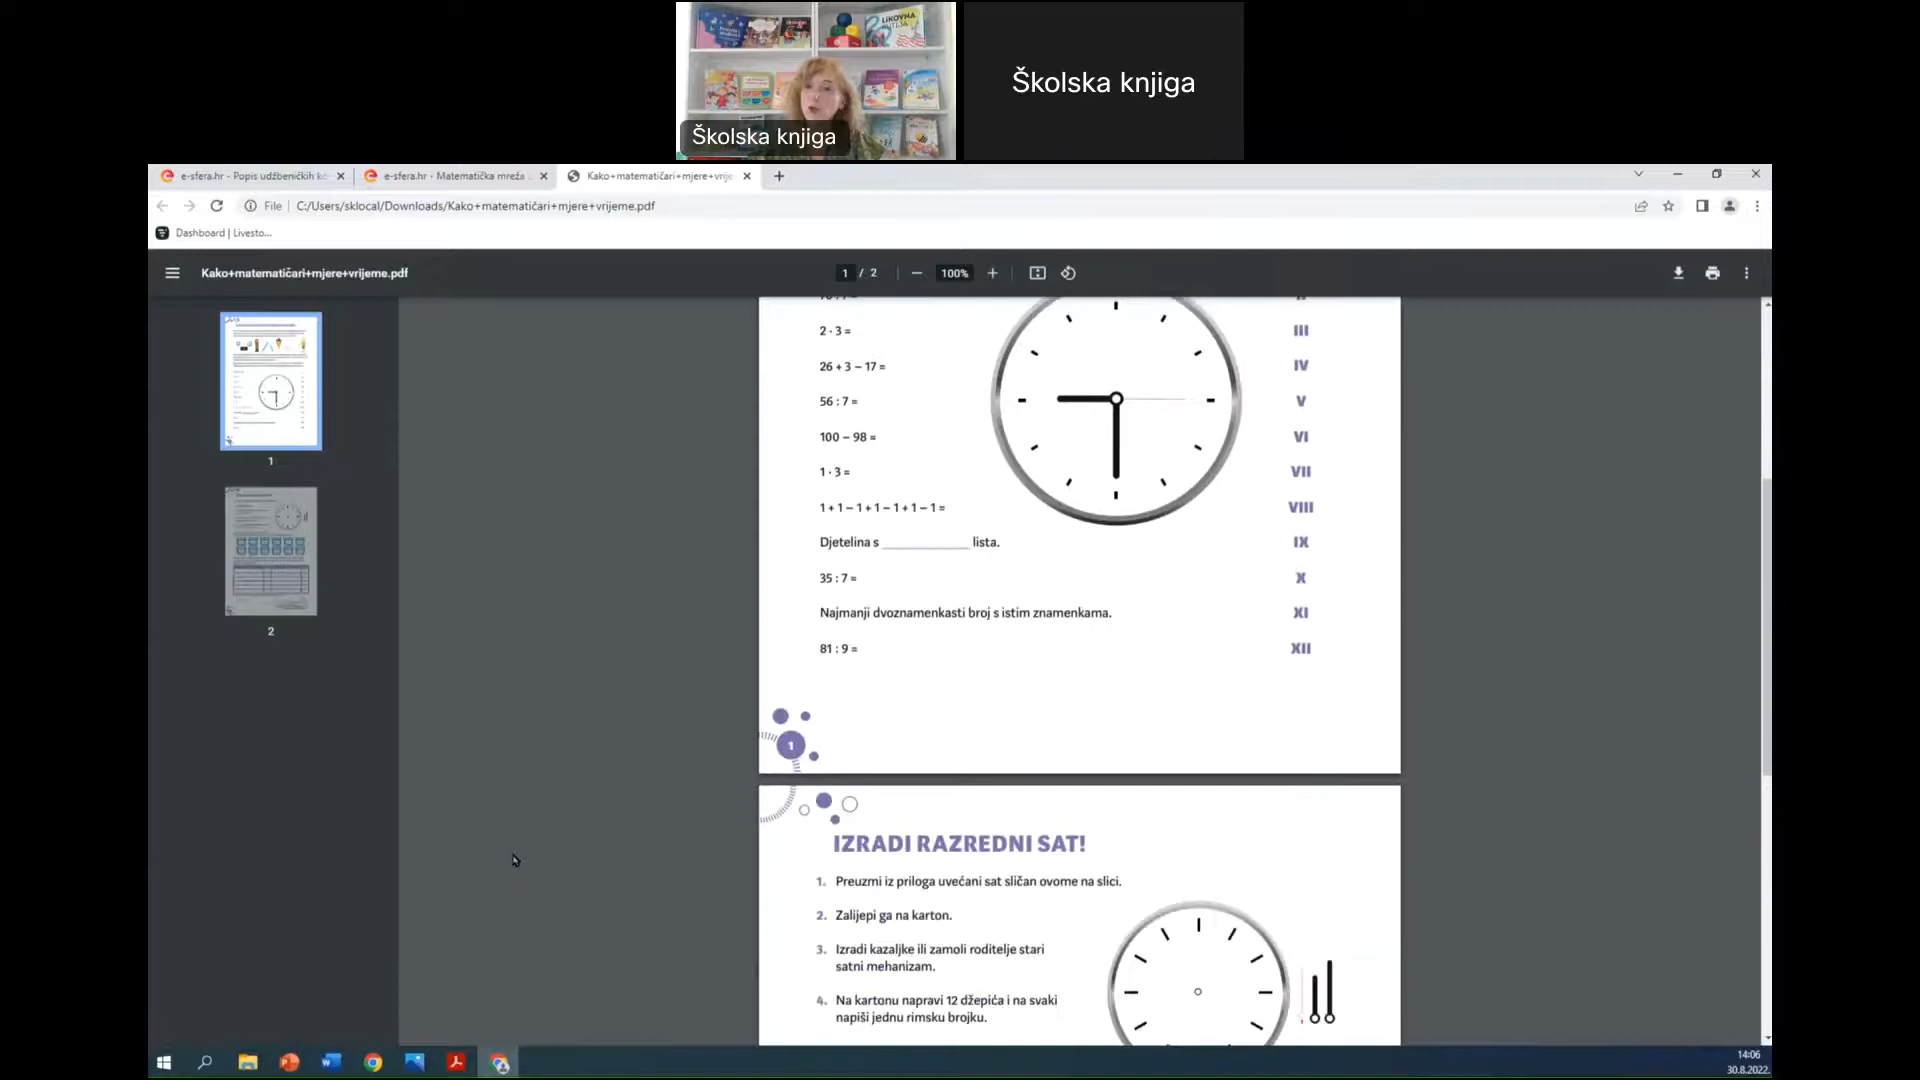 LIKOVNA
Školska knjiga
Školska knjiga
e-sfera.hr - Popis udžbeničkih
e-sfera.hr - Matematička mreža
Kako+matematičari+mjere+vrije
File
C:/Users/sklocal/Downloads/Kako+matematičari+mjere+vrijeme.pdf
Dashboard | Livesto...
Kako+matematičari+mjere+vrijeme.pdf
1 / 2
100%
1
2
2 · 3 =
III
26 + 3 – 17 =
IV
56 : 7 =
V
100 – 98 =
VI
1 · 3 =
VII
1 + 1 – 1 + 1 – 1 + 1 – 1 =
VIII
Djetelina s _____________ lista.
IX
35 : 7 =
X
Najmanji dvoznamenkasti broj s istim znamenkama.
XI
81 : 9 =
XII
1
IZRADI RAZREDNI SAT!
1. Preuzmi iz priloga uvećani sat sličan ovome na slici.
2. Zalijepi ga na karton.
3. Izradi kazaljke ili zamoli roditelje stari
satni mehanizam.
4. Na kartonu napravi 12 džepića i na svaki
napiši jednu rimsku brojku.
14:06
30.8.2022.